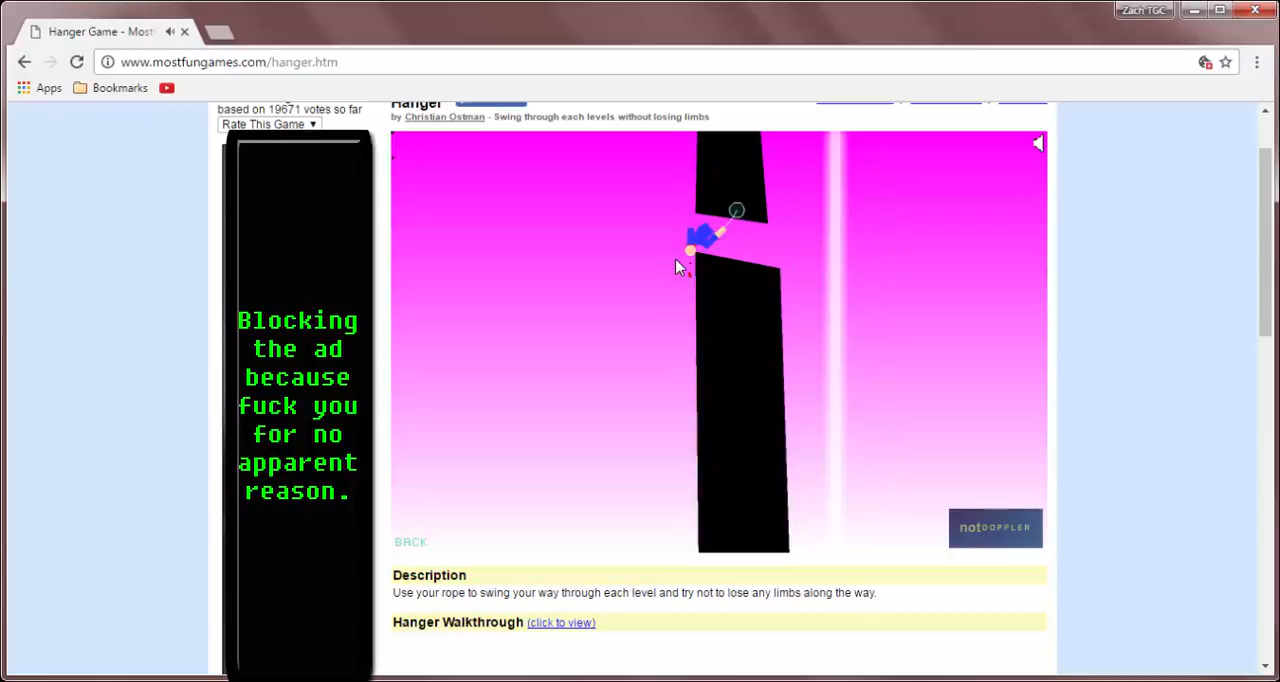 Zach TGC
Hanger Game - Most
www.mostfungames.com/hanger.htm
Apps
Bookmarks
based on 19671 votes so far
Rate This Game ▼
Hanger
by Christian Ostman - Swing through each levels without losing limbs
Blocking
the ad
because
fuck you
for no
apparent
reason.
BACK
notDOPPLER
Description
Use your rope to swing your way through each level and try not to lose any limbs along the way.
Hanger Walkthrough (click to view)